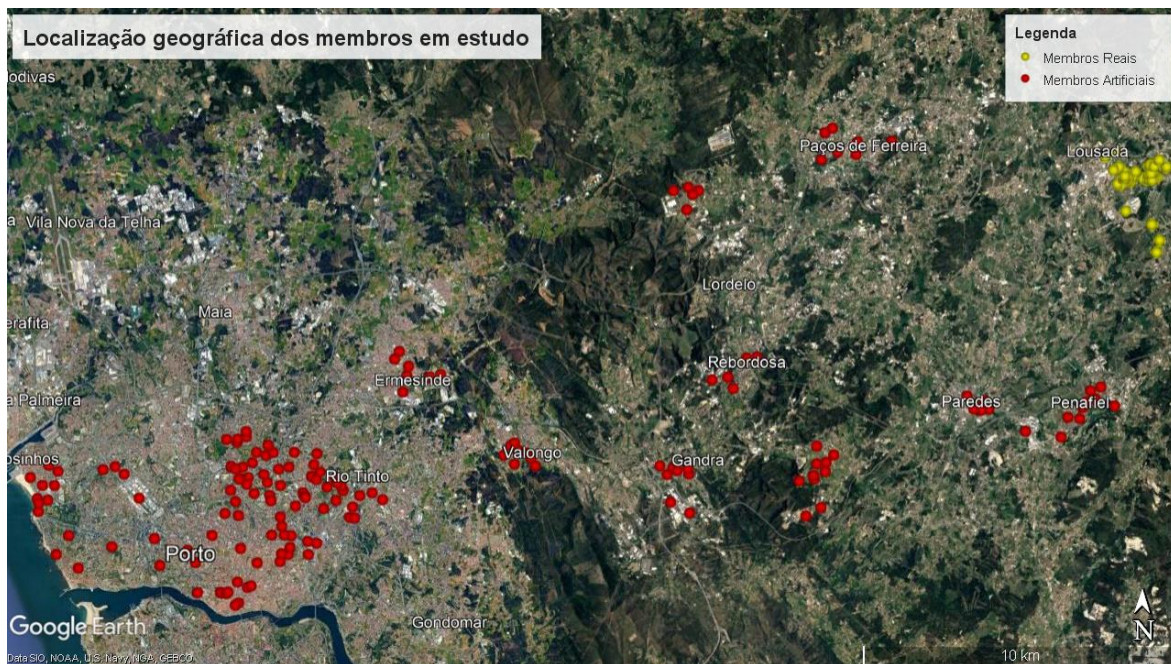 Localização geográfica dos membros em estudo
Legenda
Membros Reais
Membros Artificiais
odivas
Paços de Ferreira
Lousada
a
Vila Nova da Telha
Lordelo
Maia
erafita
Rebordosa
Ermesinde
a Palmeira
Paredes
Penafiel
Valongo
Gandra
osinhos
Rio Tinto
Porto
Gondomar
N
Google Earth
Data SIO, NOAA, U.S. Navy, NGA, GEBCO
10 km